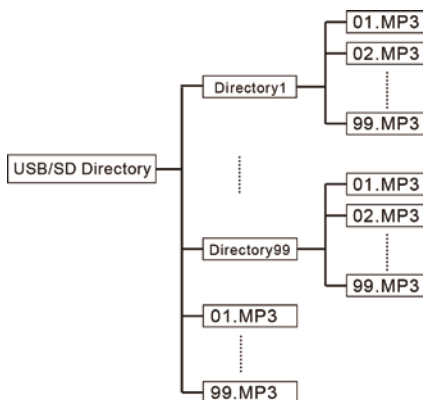 01.MP3
02.MP3
Directory1
99.MP3
USB/SD Directory
01.MP3
02.MP3
Directory99
99.MP3
01.MP3
99.MP3